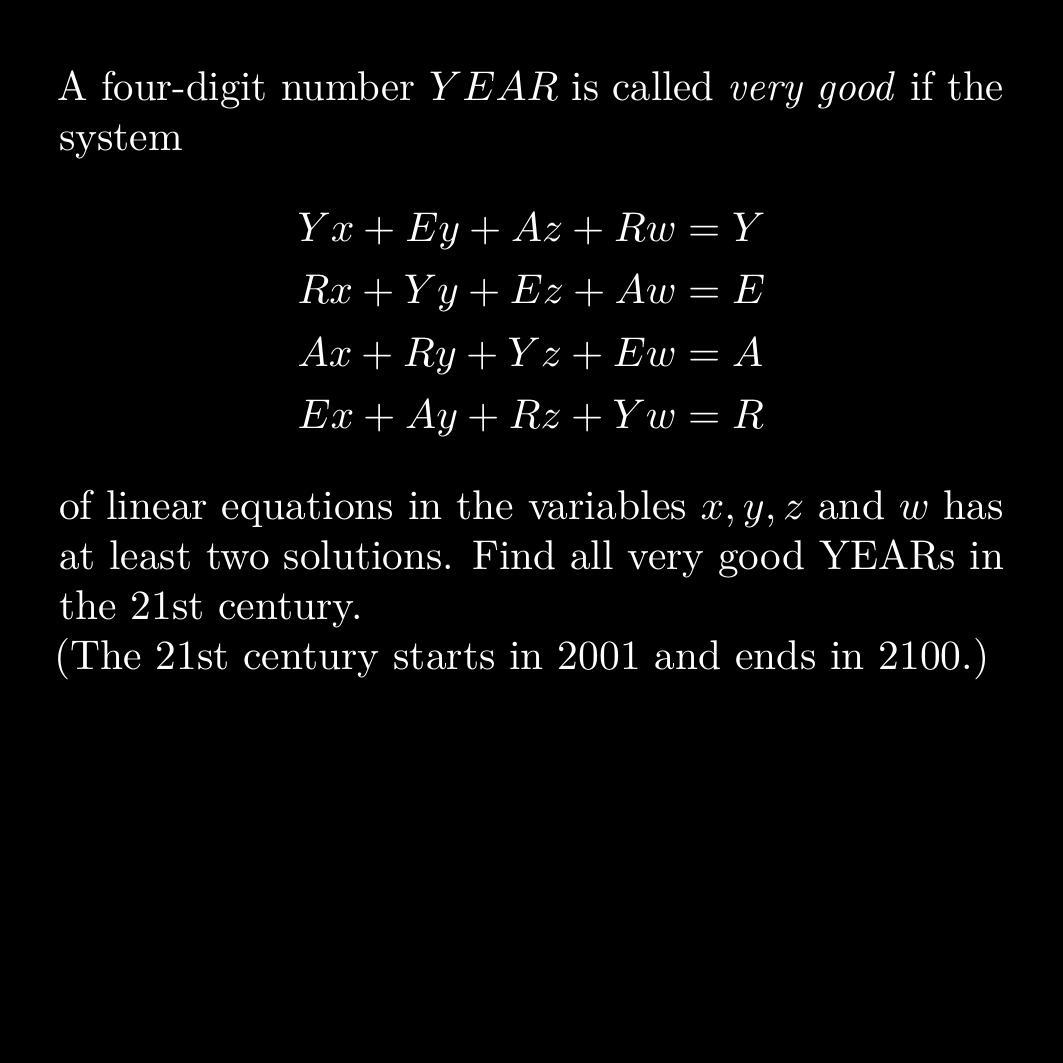 A four-digit number YEAR is called very good if the
system
Yx + Ey + Az + Rw = Y
Rx + Yy + Ez + Aw = E
Ax + Ry + Yz + Ew = A
Ex + Ay + Rz + Yw = R
of linear equations in the variables x, y, z and w has
at least two solutions. Find all very good YEARs in
the 21st century.
(The 21st century starts in 2001 and ends in 2100.)